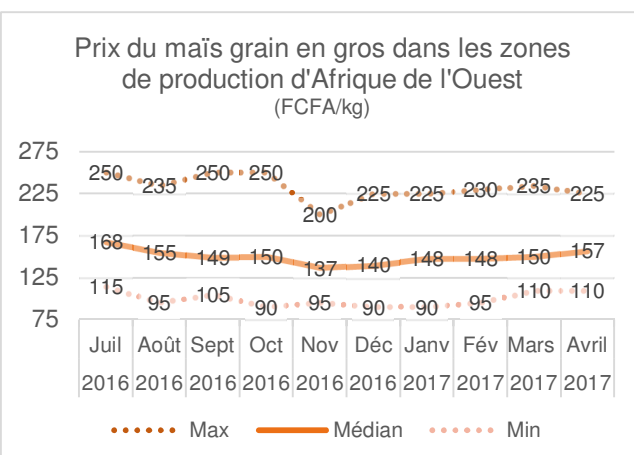 Prix du maïs grain en gros dans les zones
de production d'Afrique de l'Ouest
(FCFA/kg)
275
225
175
125
75
250 235 250 250 200 225 225 230 235 225
168 155 149 150 137 140 148 148 150 157
115 95 105 90 95 90 90 95 110 110
Juil Août Sept Oct Nov Déc Janv Fév Mars Avril
2016 2016 2016 2016 2016 2016 2017 2017 2017 2017
Max Médian Min